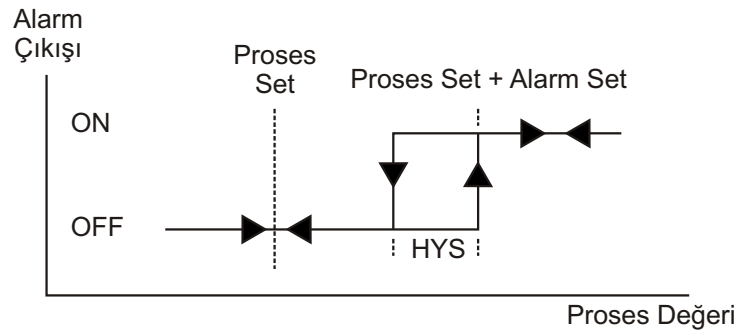 Alarm
Çıkışı
Proses
Set
Proses Set + Alarm Set
ON
OFF
HYS
Proses Değeri